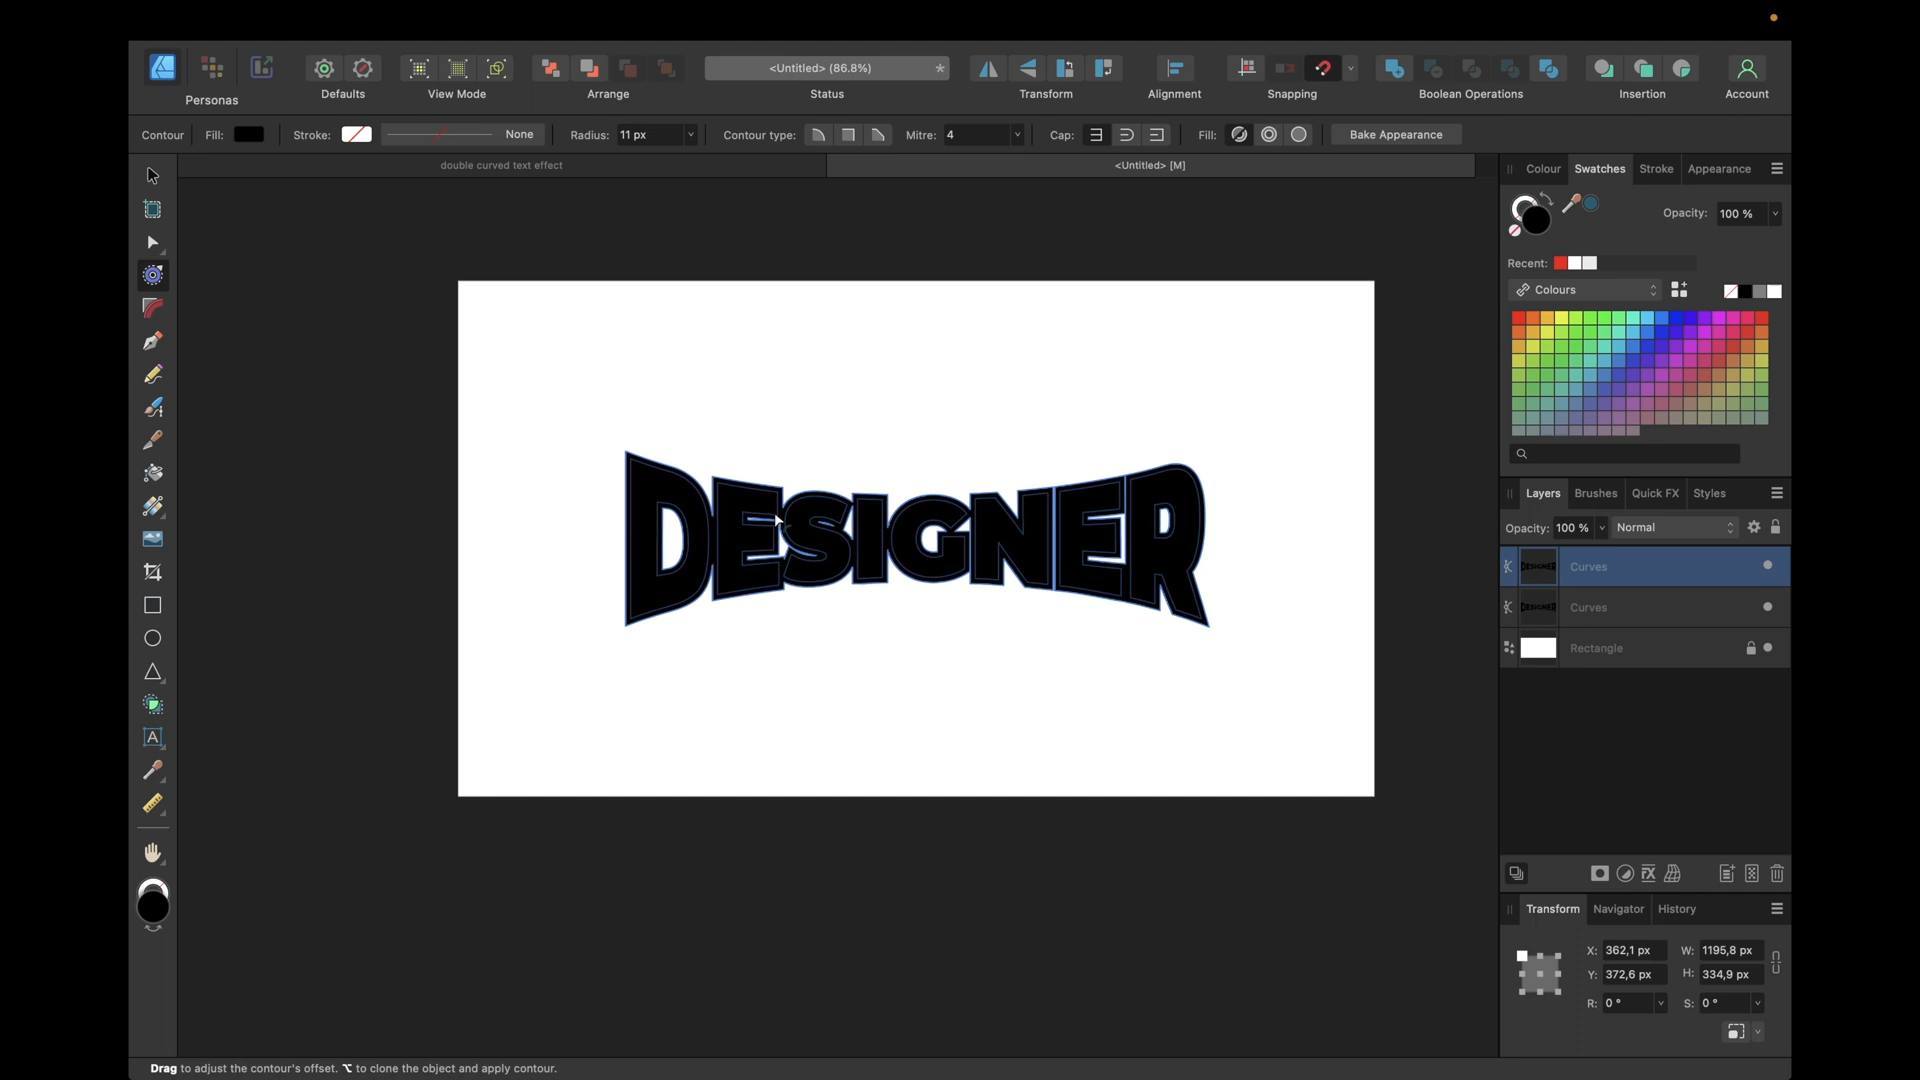 Personas
Defaults
View Mode
Arrange
<Untitled> (86.8%)
*
Status
Transform
Alignment
Snapping
Boolean Operations
Insertion
Account
Contour
Fill:
Stroke:
None
Radius: 11 px
Contour type:
Mitre: 4
Cap:
Fill:
Bake Appearance
double curved text effect
<Untitled> [M]
Colour
Swatches
Stroke
Appearance
Opacity: 100 %
Recent:
Colours
DESIGNER
Layers
Brushes
Quick FX
Styles
Opacity: 100 %
Normal
DESIGNER
Curves
DESIGNER
Curves
Rectangle
A
Transform
Navigator
History
X: 362,1 px
W: 1195,8 px
Y: 372,6 px
H: 334,9 px
R: 0 °
S: 0 °
Drag to adjust the contour's offset. ⌥ to clone the object and apply contour.